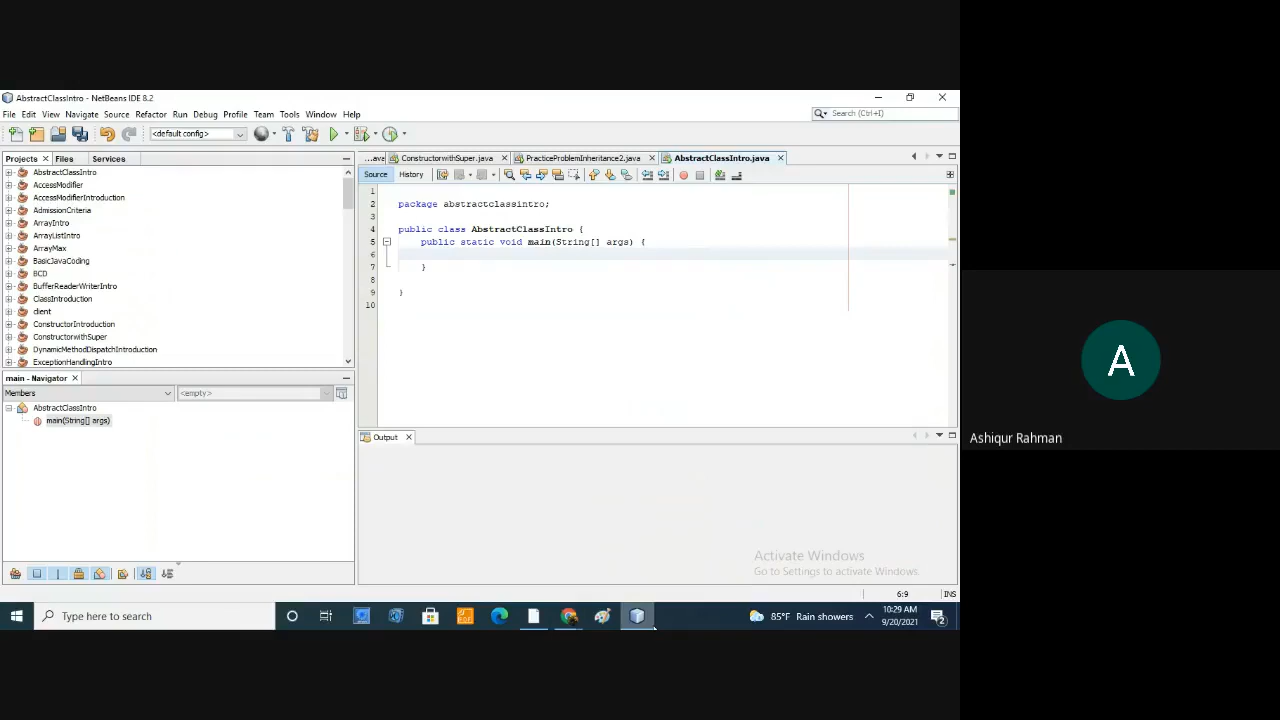 AbstractClassIntro - NetBeans IDE 8.2
File Edit View Navigate Source Refactor Run Debug Profile Team Tools Window Help
Search (Ctrl+I)
<default config>
Projects Files Services
...ava ConstructorwithSuper.java PracticeProblemInheritance2.java AbstractClassIntro.java
Source History
AbstractClassIntro
AccessModifier
AccessModifierIntroduction
AdmissionCriteria
ArrayIntro
ArrayListIntro
ArrayMax
BasicJavaCoding
BCD
BufferReaderWriterIntro
ClassIntroduction
client
ConstructorIntroduction
ConstructorwithSuper
DynamicMethodDispatchIntroduction
ExceptionHandlingIntro
1
2 package abstractclassintro;
3
4 public class AbstractClassIntro {
5 public static void main(String[] args) {
6
7 }
8
9 }
10
main - Navigator
Members <empty>
AbstractClassIntro
main(String[] args)
Output
Activate Windows
Go to Settings to activate Windows.
6:9 INS
Type here to search
85°F Rain showers
10:29 AM
9/20/2021
2
A
Ashiqur Rahman